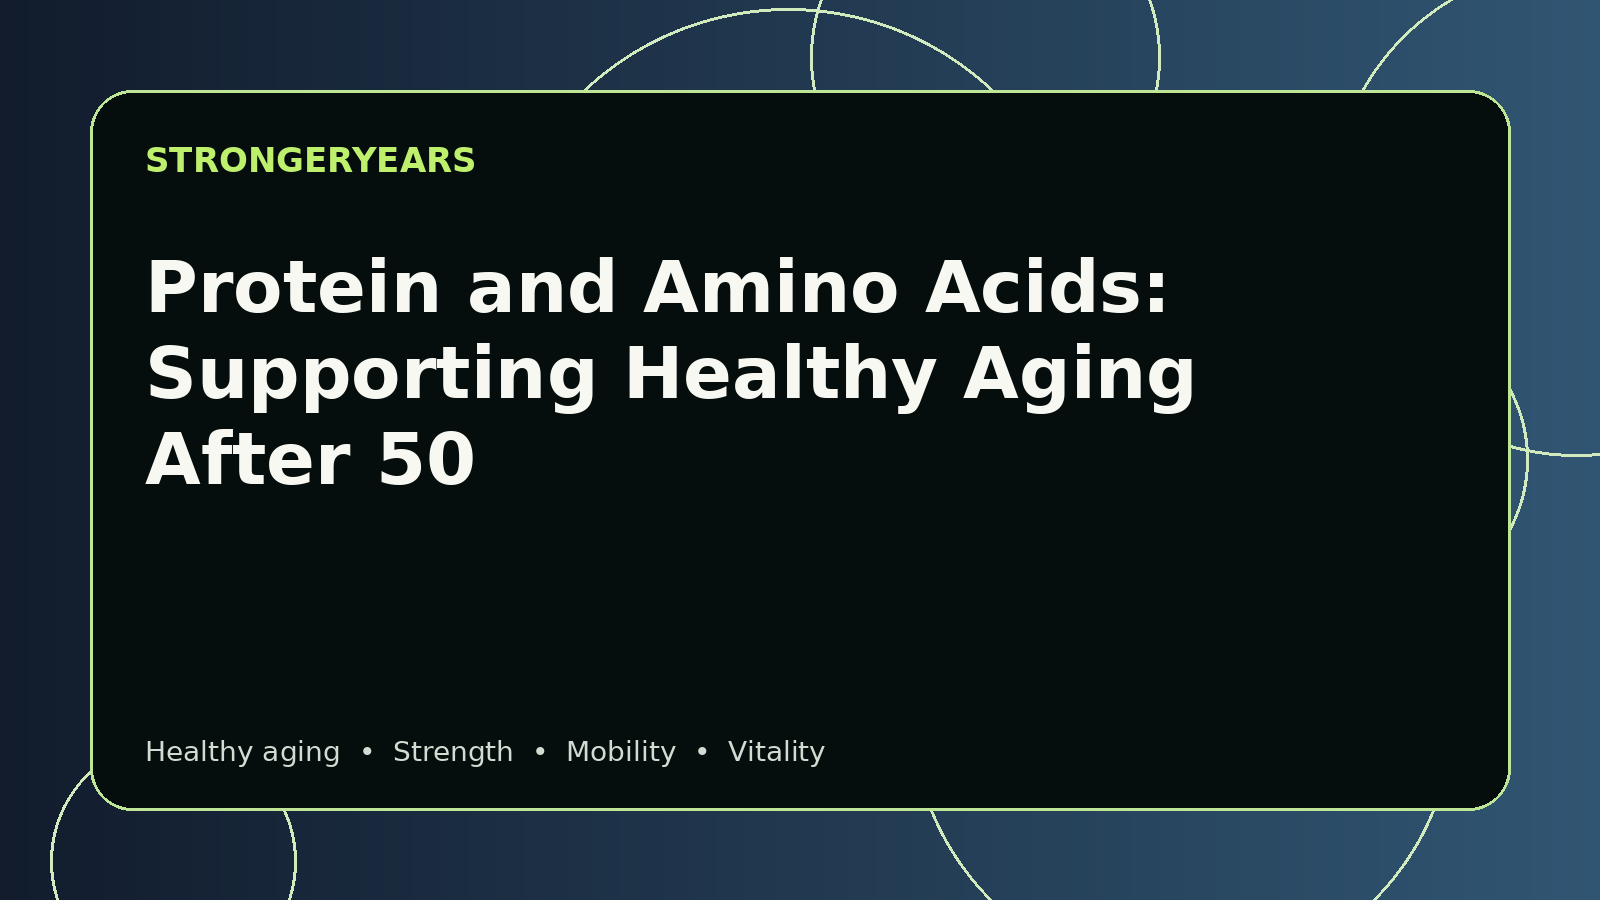 STRONGERYEARS
Protein and Amino Acids:
Supporting Healthy Aging
After 50
Healthy aging • Strength • Mobility • Vitality